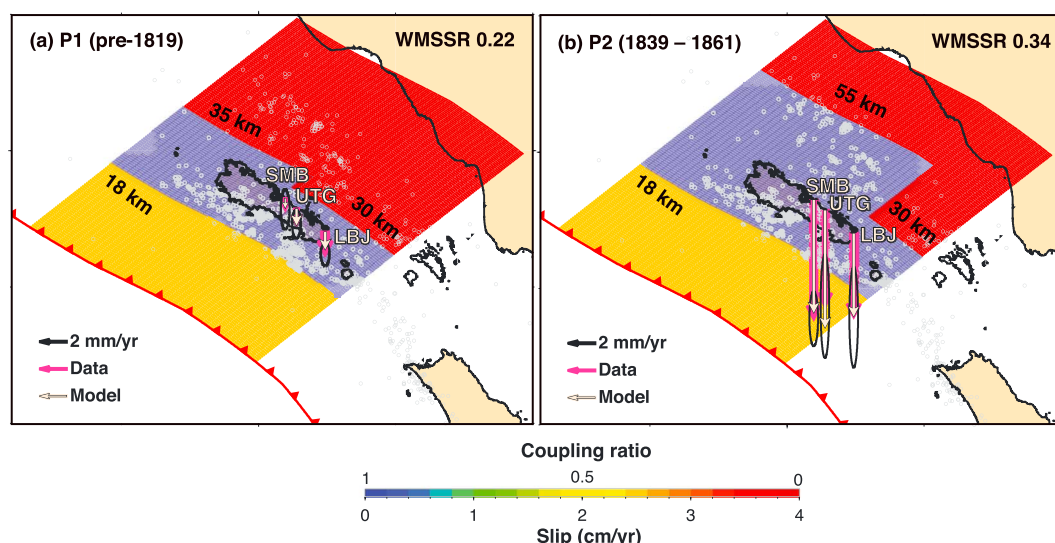 (a) P1 (pre-1819)
WMSSR 0.22
35 km
SMB
UTG
18 km
30 km
LBJ
2 mm/yr
Data
Model
(b) P2 (1839 – 1861)
WMSSR 0.34
55 km
SMB
18 km
UTG
30 km
LBJ
2 mm/yr
Data
Model
Coupling ratio
1 0.5 0
0 1 2 3 4
Slip (cm/yr)